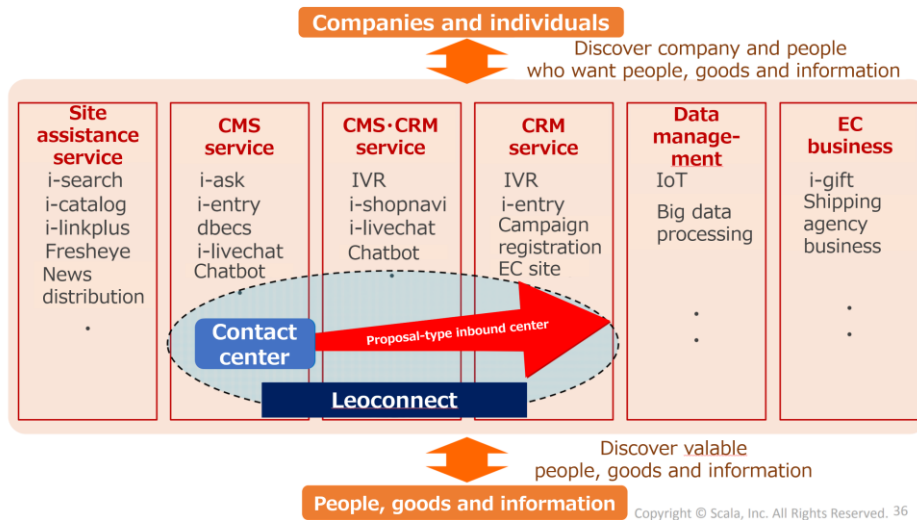 Companies and individuals
Discover company and people
who want people, goods and information
Site
assistance
service
i-search
i-catalog
i-linkplus
Fresheye
News
distribution
CMS
service
i-ask
i-entry
dbecs
i-livechat
Chatbot
CMS･CRM
service
IVR
i-shopnavi
i-livechat
Chatbot
CRM
service
IVR
i-entry
Campaign
registration
EC site
Data
manage-
ment
IoT
Big data
processing
EC
business
i-gift
Shipping
agency
business
Contact
center
Proposal-type inbound center
Leoconnect
Discover valable
people, goods and information
People, goods and information
Copyright © Scala, Inc. All Rights Reserved. 36